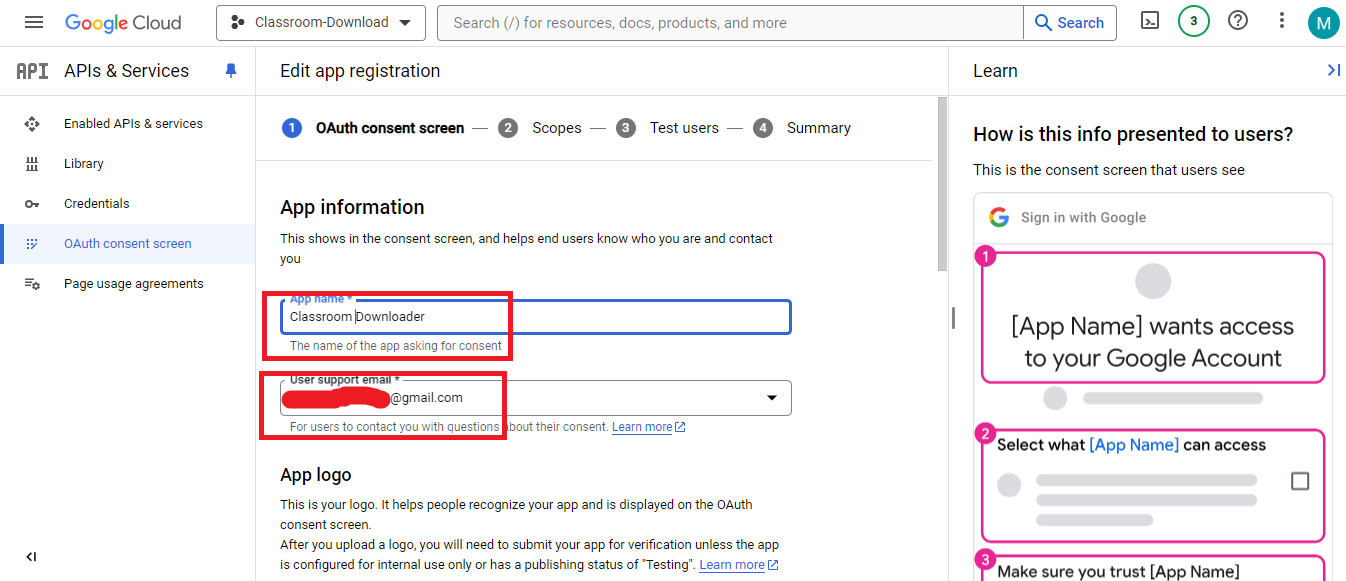 Google Cloud
Classroom-Download
Search (/) for resources, docs, products, and more
Search
3
M
API
APIs & Services
Enabled APIs & services
Library
Credentials
OAuth consent screen
Page usage agreements
Edit app registration
1 OAuth consent screen — 2 Scopes — 3 Test users — 4 Summary
App information
This shows in the consent screen, and helps end users know who you are and contact
you
App name *
Classroom Downloader
The name of the app asking for consent
User support email *
@gmail.com
For users to contact you with questions about their consent. Learn more
App logo
This is your logo. It helps people recognize your app and is displayed on the OAuth
consent screen.
After you upload a logo, you will need to submit your app for verification unless the app
is configured for internal use only or has a publishing status of "Testing". Learn more
Learn
How is this info presented to users?
This is the consent screen that users see
G Sign in with Google
1
[App Name] wants access
to your Google Account
2
Select what [App Name] can access
3
Make sure you trust [App Name]